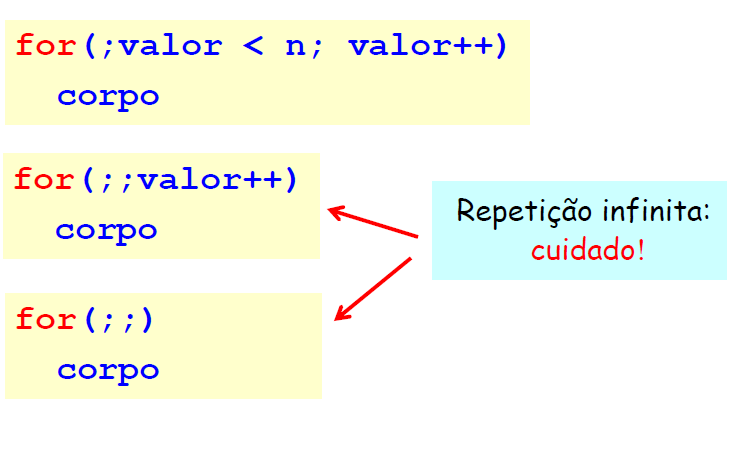 for(;valor < n; valor++)
corpo
for(;;valor++)
corpo
Repetição infinita:
cuidado!
for(;;)
corpo